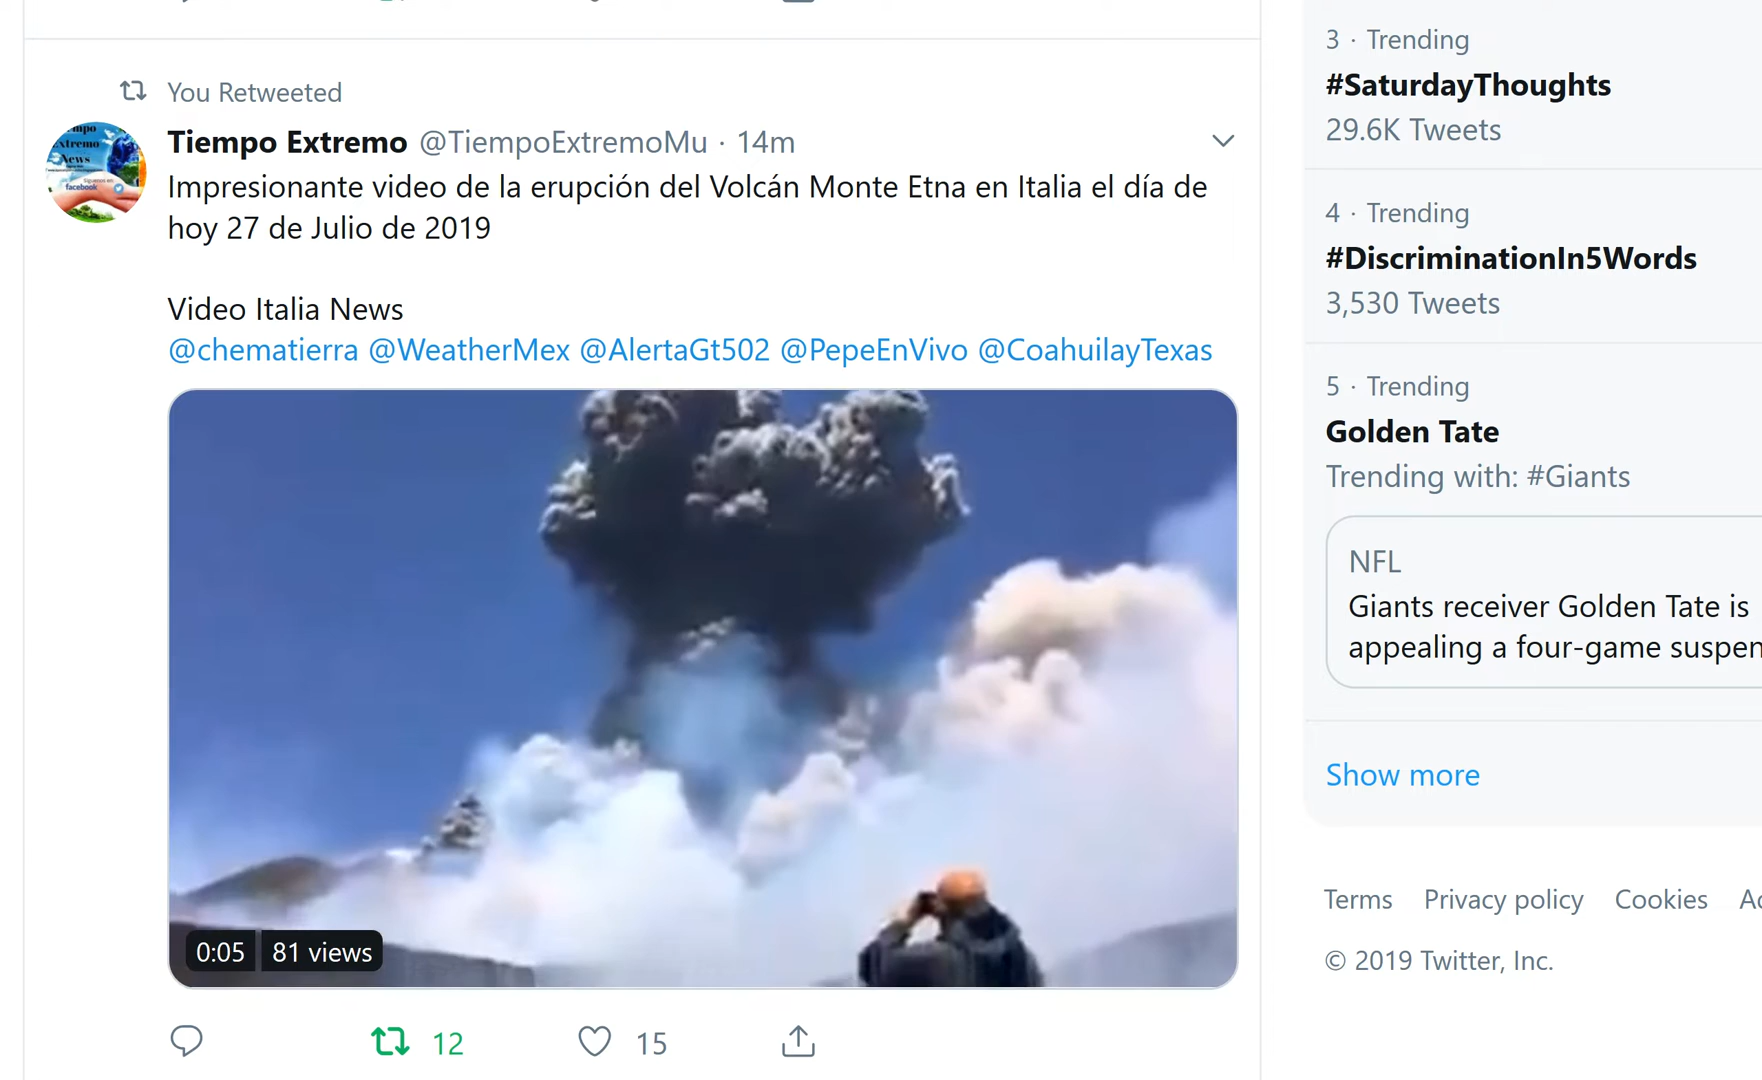 You Retweeted
Tiempo Extremo @TiempoExtremoMu · 14m
Impresionante video de la erupción del Volcán Monte Etna en Italia el día de
hoy 27 de Julio de 2019
Video Italia News
@chematierra @WeatherMex @AlertaGt502 @PepeEnVivo @CoahuilayTexas
0:05 81 views
12 15
3 · Trending
#SaturdayThoughts
29.6K Tweets
4 · Trending
#DiscriminationIn5Words
3,530 Tweets
5 · Trending
Golden Tate
Trending with: #Giants
NFL
Giants receiver Golden Tate is
appealing a four-game suspen
Show more
Terms Privacy policy Cookies
© 2019 Twitter, Inc.